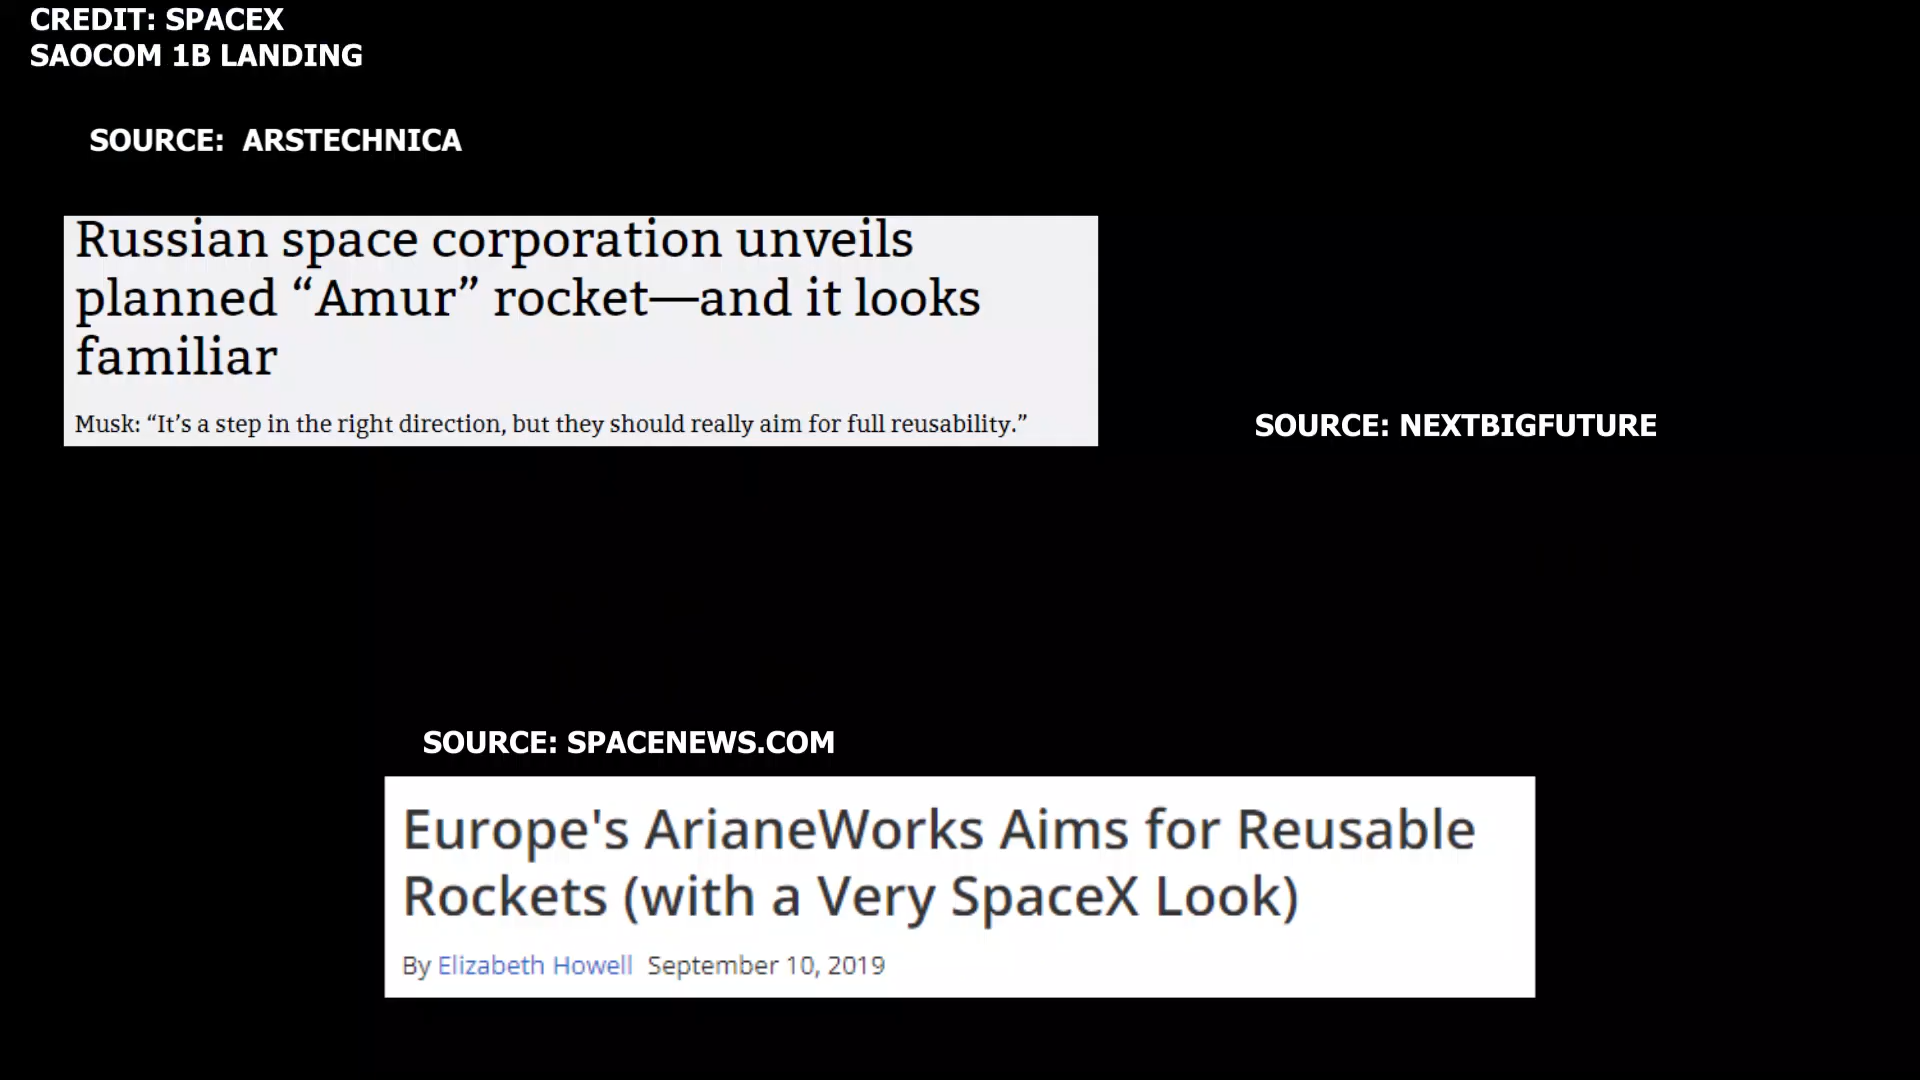 CREDIT: SPACEX
SAOCOM 1B LANDING
SOURCE: ARSTECHNICA
Russian space corporation unveils
planned “Amur” rocket—and it looks
familiar
Musk: “It’s a step in the right direction, but they should really aim for full reusability.”
SOURCE: NEXTBIGFUTURE
SOURCE: SPACENEWS.COM
Europe's ArianeWorks Aims for Reusable
Rockets (with a Very SpaceX Look)
By Elizabeth Howell September 10, 2019